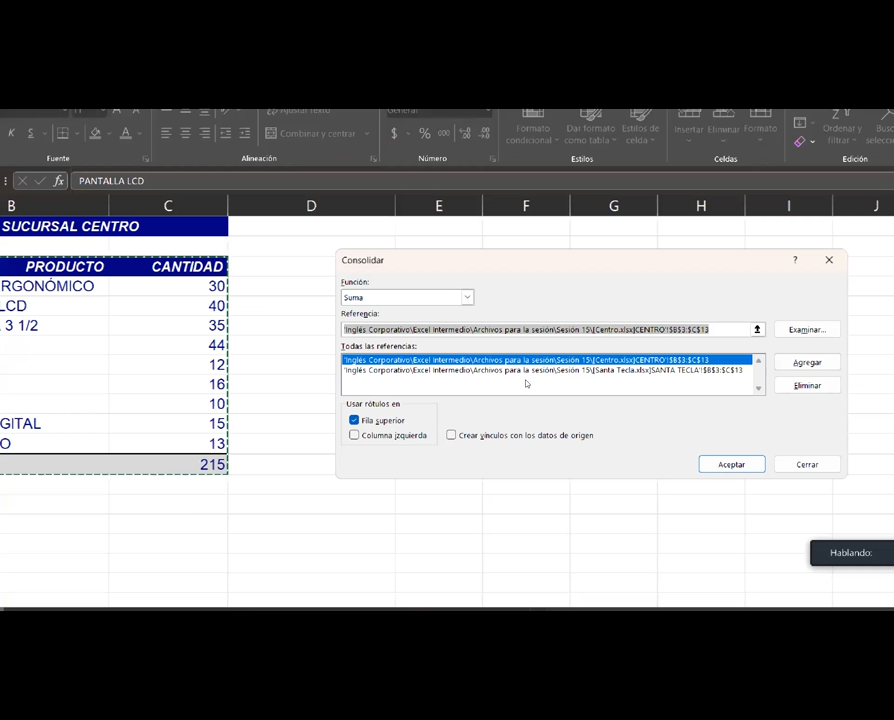 Ajustar texto
General
K
S
A
Combinar y centrar
$
%
000
Formato condicional
Dar formato como tabla
Estilos de celda
Insertar
Eliminar
Formato
Ordenar y filtrar
Fuente
Alineación
Número
Estilos
Celdas
Edición
fx
PANTALLA LCD
B C D E F G H I J
SUCURSAL CENTRO
PRODUCTO CANTIDAD
RGONÓMICO 30
LCD 40
3 1/2 35
44
12
16
10
GITAL 15
O 13
215
Consolidar
?
Función:
Suma
Referencia:
'Inglés Corporativo\Excel Intermedio\Archivos para la sesión\Sesión 15\[Centro.xlsx]CENTRO'!$B$3:$C$13
Examinar...
Todas las referencias:
'Inglés Corporativo\Excel Intermedio\Archivos para la sesión\Sesión 15\[Centro.xlsx]CENTRO'!$B$3:$C$13
'Inglés Corporativo\Excel Intermedio\Archivos para la sesión\Sesión 15\[Santa Tecla.xlsx]SANTA TECLA'!$B$3:$C$13
Agregar
Eliminar
Usar rótulos en
Fila superior
Columna izquierda
Crear vínculos con los datos de origen
Aceptar
Cerrar
Hablando: